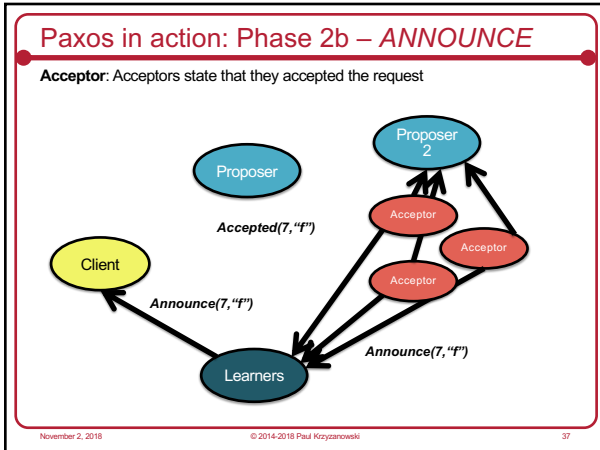 Paxos in action: Phase 2b – ANNOUNCE
Acceptor: Acceptors state that they accepted the request
Proposer
2
Proposer
Acceptor
Accepted(7,“f”)
Acceptor
Client
Acceptor
Announce(7,“f”)
Announce(7,“f”)
Learners
November 2, 2018
© 2014-2018 Paul Krzyzanowski
37